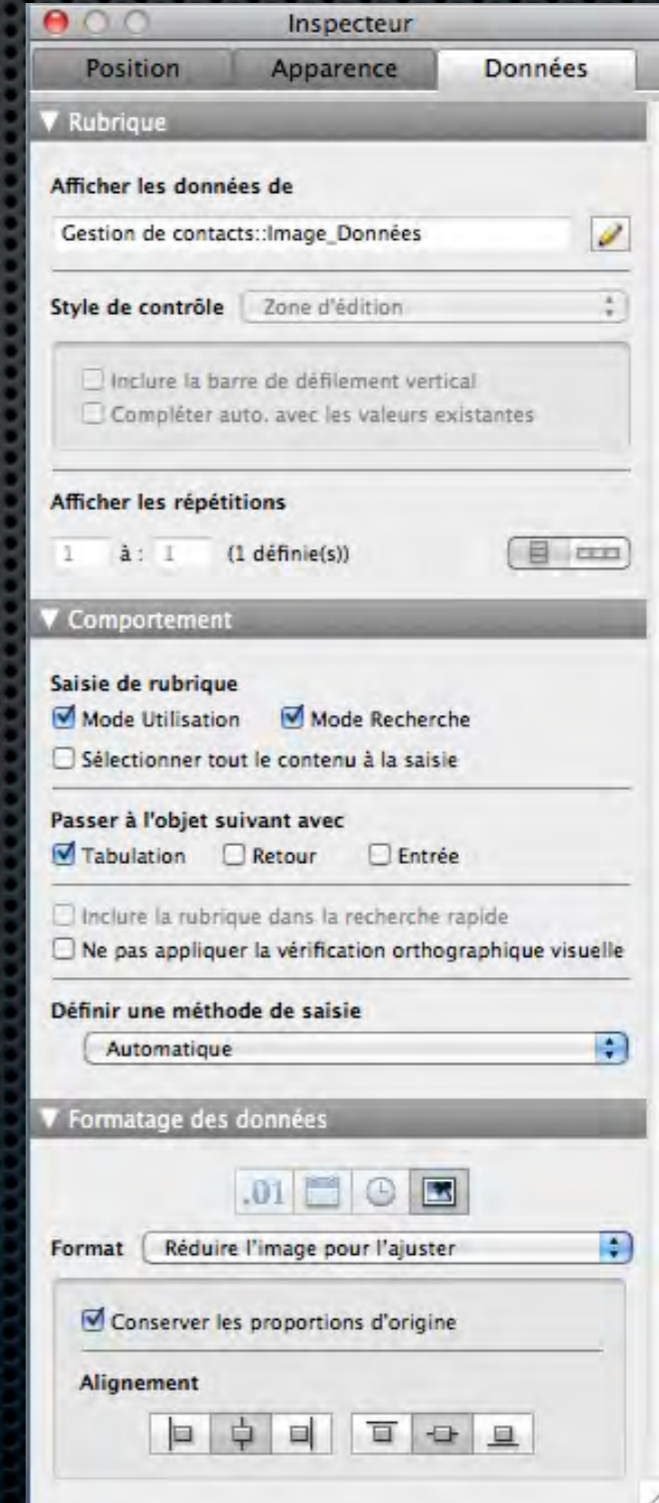 Inspecteur
Position Apparence Données
Rubrique
Afficher les données de
Gestion de contacts::Image_Données
Style de contrôle Zone d'édition
Inclure la barre de défilement vertical
Compléter auto. avec les valeurs existantes
Afficher les répétitions
1 à : 1 (1 définie(s))
Comportement
Saisie de rubrique
Mode Utilisation Mode Recherche
Sélectionner tout le contenu à la saisie
Passer à l'objet suivant avec
Tabulation Retour Entrée
Inclure la rubrique dans la recherche rapide
Ne pas appliquer la vérification orthographique visuelle
Définir une méthode de saisie
Automatique
Formatage des données
.01
Format Réduire l'image pour l'ajuster
Conserver les proportions d'origine
Alignement